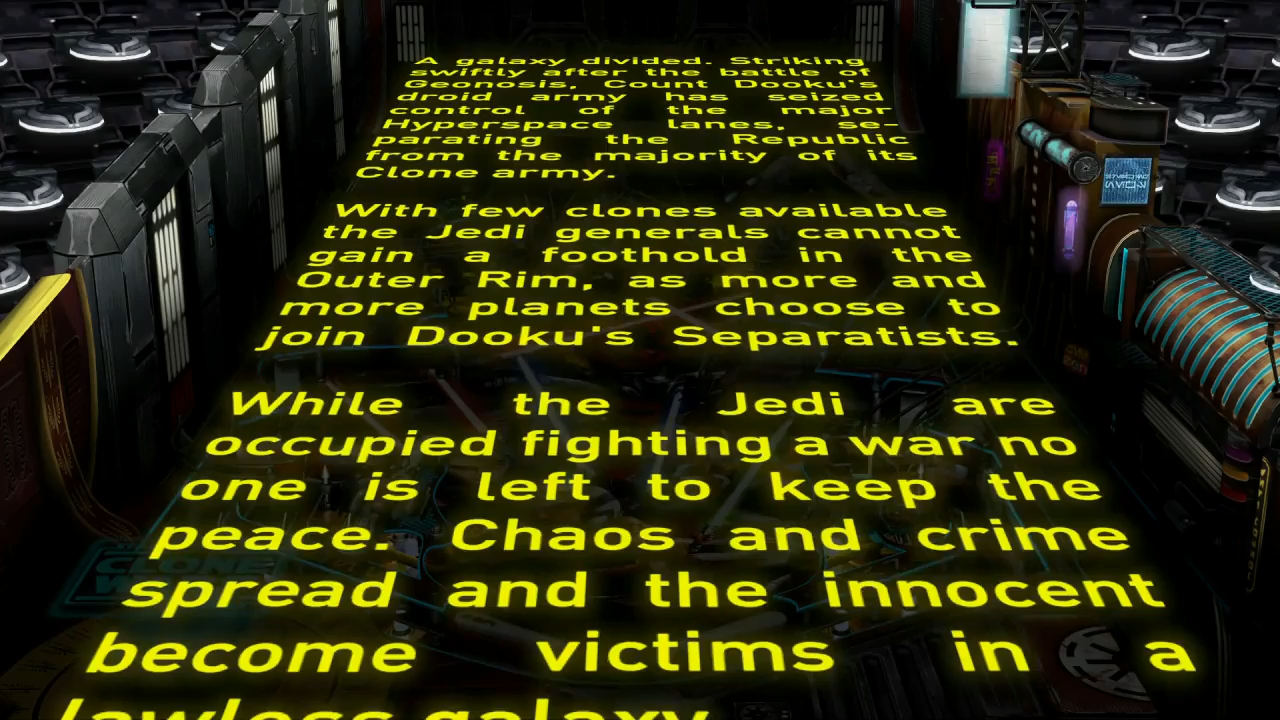 A galaxy divided. Striking
swiftly after the battle of
Geonosis, Count Dooku's
droid army has seized
control of the major
Hyperspace lanes, se-
parating the Republic
from the majority of its
Clone army.
With few clones available
the Jedi generals cannot
gain a foothold in the
Outer Rim, as more and
more planets choose to
join Dooku's Separatists.
While the Jedi are
occupied fighting a war no
one is left to keep the
peace. Chaos and crime
spread and the innocent
become victims in a
lawless galaxy.
CLONE